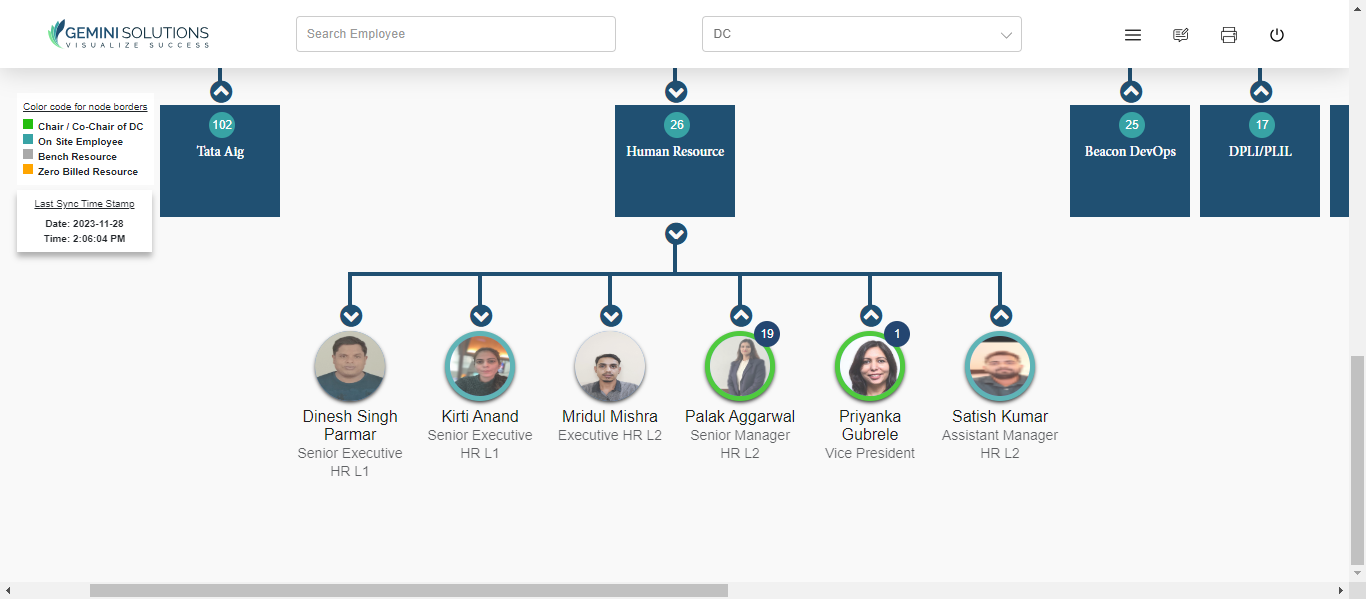 GEMINI SOLUTIONS
VISUALIZE SUCCESS
Search Employee
DC
Color code for node borders
Chair / Co-Chair of DC
On Site Employee
Bench Resource
Zero Billed Resource
Last Sync Time Stamp
Date: 2023-11-28
Time: 2:06:04 PM
102
Tata Aig
26
Human Resource
25
Beacon DevOps
17
DPLI/PLIL
Dinesh Singh
Parmar
Senior Executive
HR L1
Kirti Anand
Senior Executive
HR L1
Mridul Mishra
Executive HR L2
19
Palak Aggarwal
Senior Manager
HR L2
1
Priyanka
Gubrele
Vice President
Satish Kumar
Assistant Manager
HR L2